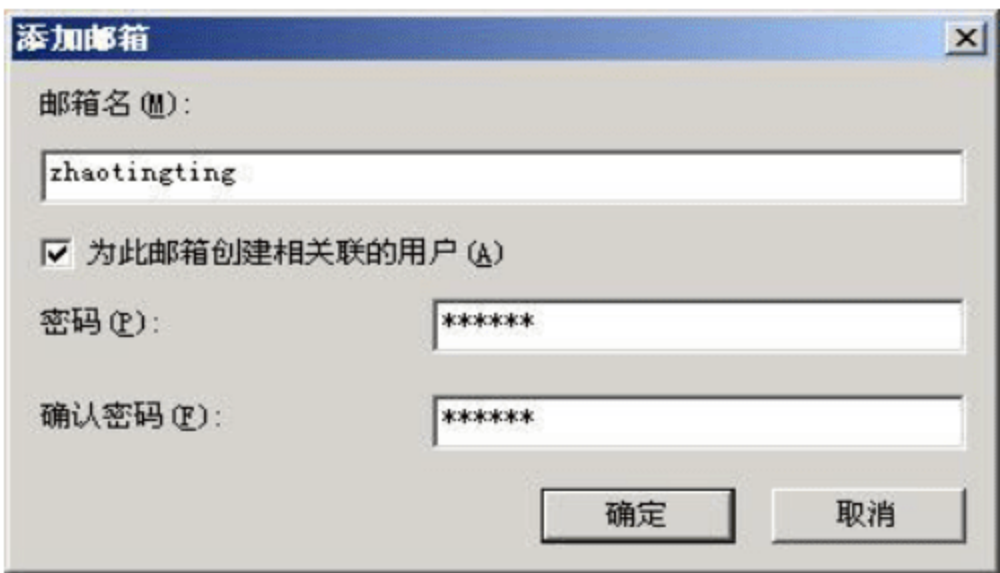 添加邮箱
邮箱名(M):
zhaotingting
为此邮箱创建相关联的用户(A)
密码(P): ******
确认密码(F): ******
确定 取消